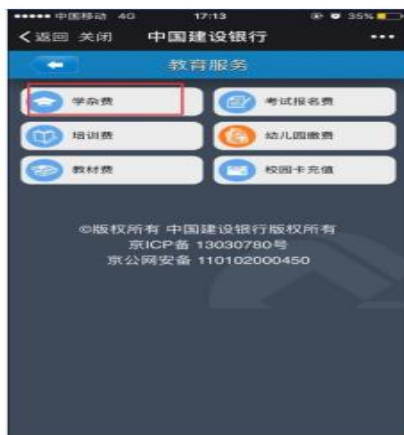 中国移动 4G 17:13 35%
返回 关闭 中国建设银行
教育服务
学杂费 考试报名费
培训费 幼儿园缴费
教材费 校园卡充值
©版权所有 中国建设银行版权所有
京ICP备 13030780号
京公网安备 110102000450